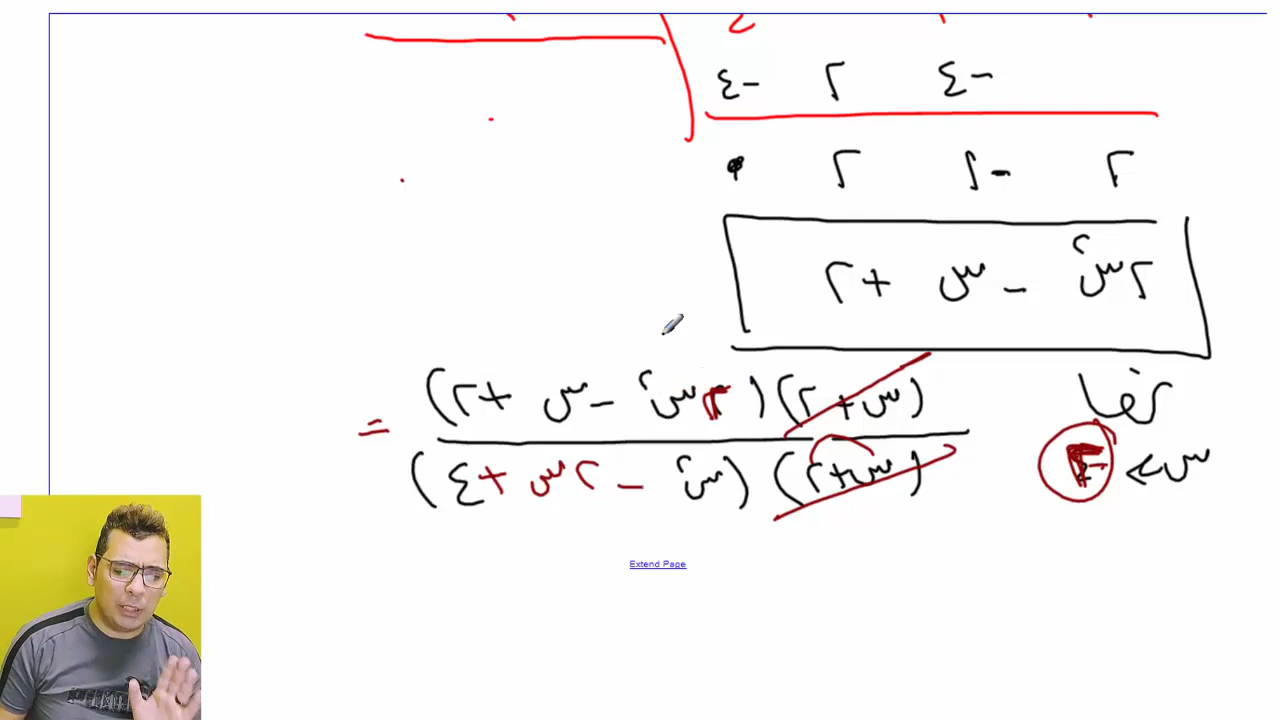 -٤ ٢ -٤
٢ -١ ٢ ٠
٢س٢ - س + ٢
نهــا (س + ٢)(٢س٢ - س + ٢) =
س -> -٢ (س + ٢)(س٢ - ٢س + ٤)
Extend Page